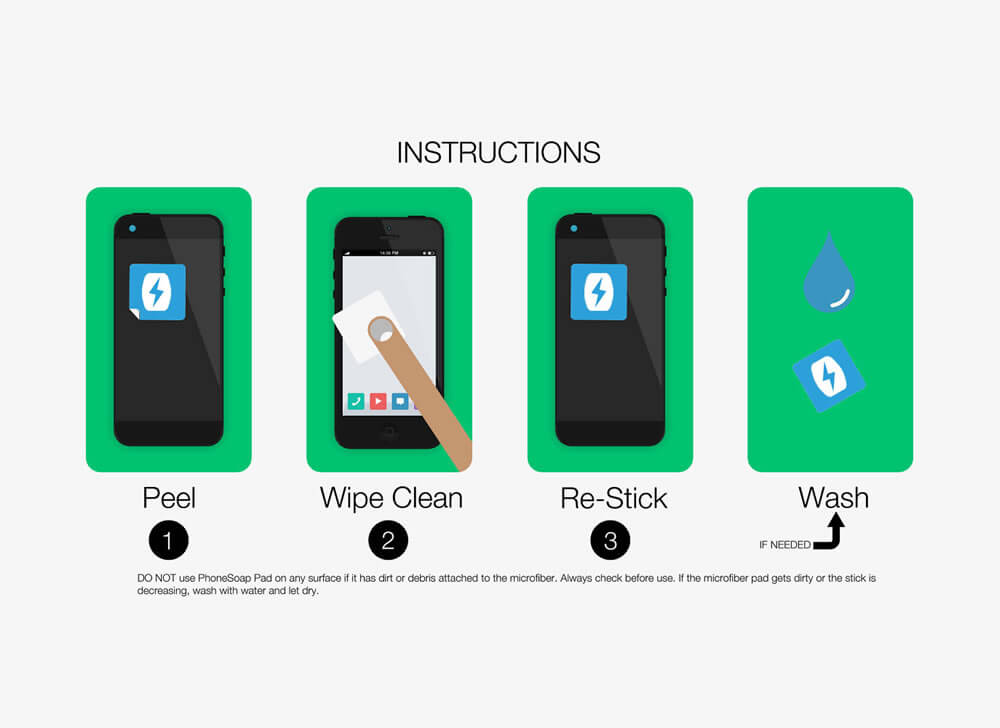 INSTRUCTIONS
Peel
Wipe Clean
Re-Stick
Wash
1
2
3
IF NEEDED
DO NOT use PhoneSoap Pad on any surface if it has dirt or debris attached to the microfiber. Always check before use. If the microfiber pad gets dirty or the stick is
decreasing, wash with water and let dry.